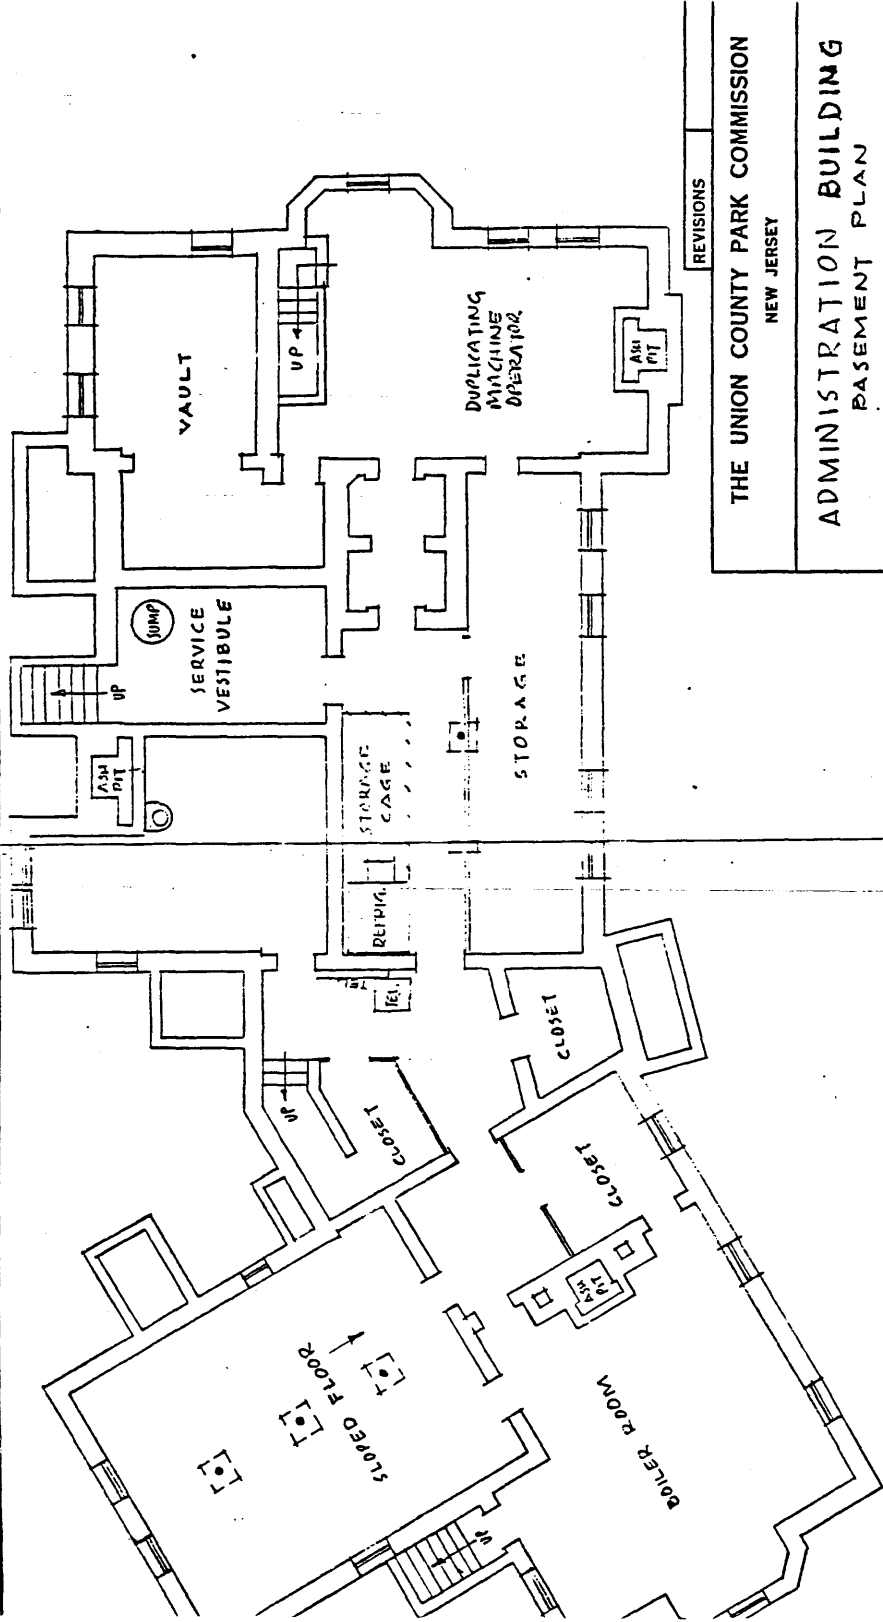 REVISIONS
THE UNION COUNTY PARK COMMISSION
NEW JERSEY
ADMINISTRATION BUILDING
BASEMENT PLAN
VAULT
UP
DUPLICATING
MACHINE
OPERATOR
ASH
PIT
SUMP
SERVICE
VESTIBULE
UP
ASH
PIT
STORAGE
CAGE
REFRIG.
STORAGE
TEL.
TEL.
CLOSET
UP
CLOSET
CLOSET
ASH
PIT
SLOPED FLOOR
BOILER ROOM
UP